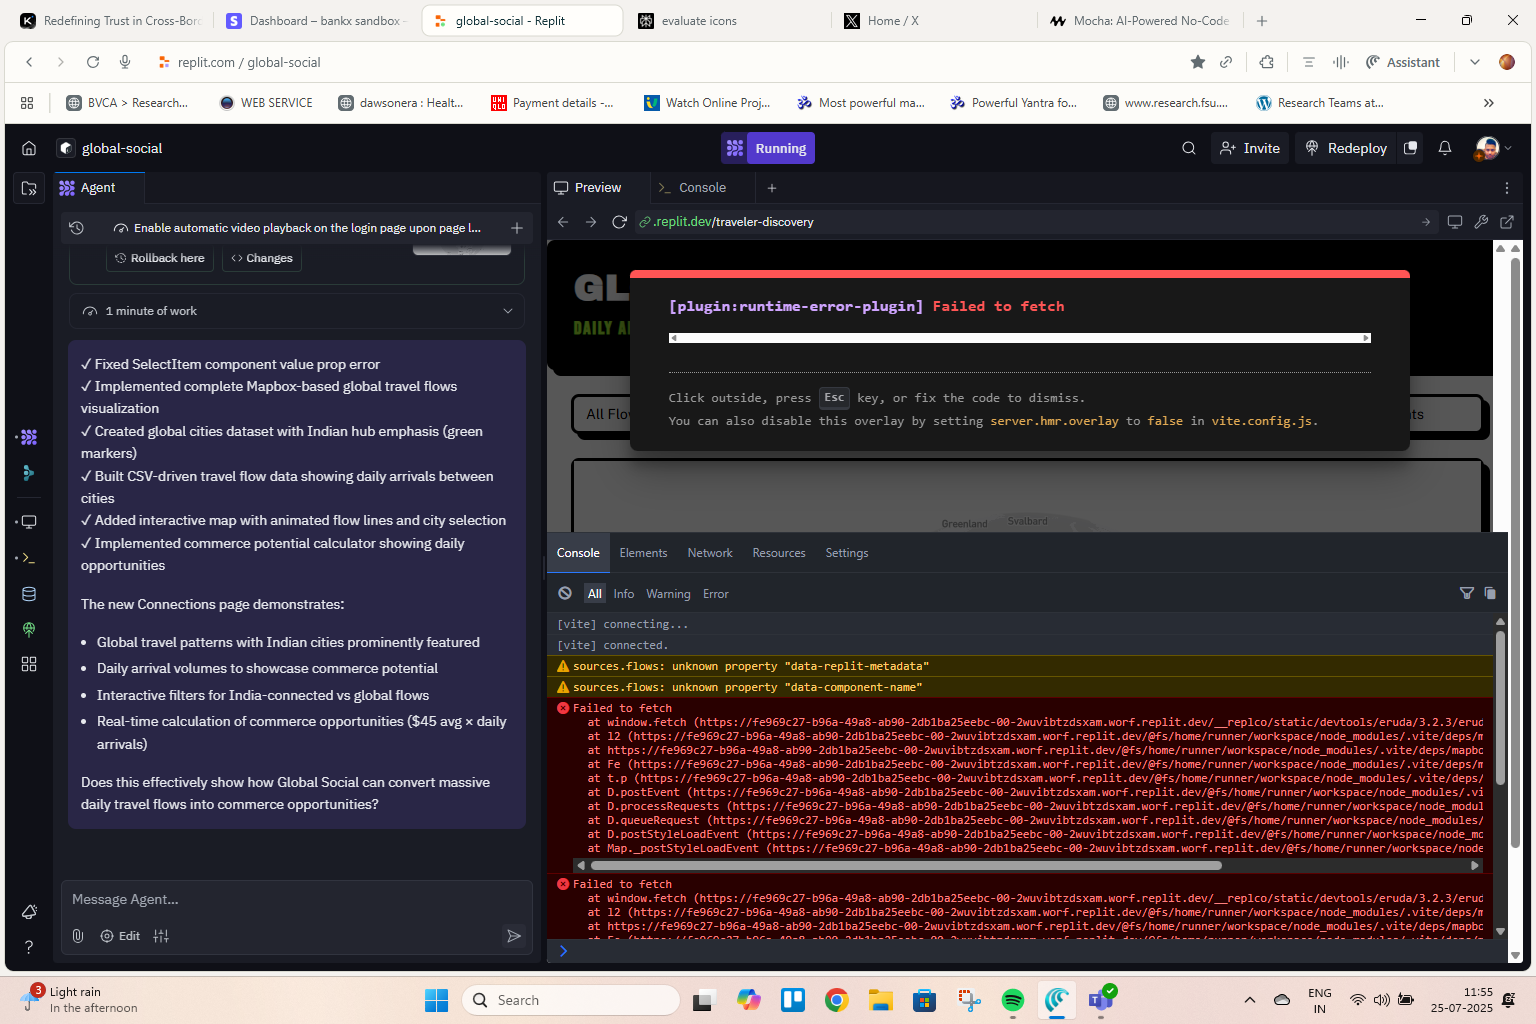 Redefining Trust in Cross-Bor
Dashboard – bankx sandbox –
global-social - Replit
evaluate icons
Home / X
Mocha: AI-Powered No-Code
replit.com / global-social
Assistant
BVCA > Research...
WEB SERVICE
dawsonera : Healt...
Payment details -...
Watch Online Proj...
Most powerful ma...
Powerful Yantra fo...
www.research.fsu....
Research Teams at...
global-social
Running
Invite
Redeploy
Agent
Enable automatic video playback on the login page upon page l...
Rollback here
Changes
1 minute of work
✓ Fixed SelectItem component value prop error
✓ Implemented complete Mapbox-based global travel flows
visualization
✓ Created global cities dataset with Indian hub emphasis (green
markers)
✓ Built CSV-driven travel flow data showing daily arrivals between
cities
✓ Added interactive map with animated flow lines and city selection
✓ Implemented commerce potential calculator showing daily
opportunities
The new Connections page demonstrates:
• Global travel patterns with Indian cities prominently featured
• Daily arrival volumes to showcase commerce potential
• Interactive filters for India-connected vs global flows
• Real-time calculation of commerce opportunities ($45 avg × daily
arrivals)
Does this effectively show how Global Social can convert massive
daily travel flows into commerce opportunities?
Message Agent...
Edit
Preview
Console
.replit.dev/traveler-discovery
GL
DAILY A
[plugin:runtime-error-plugin] Failed to fetch
Click outside, press Esc key, or fix the code to dismiss.
You can also disable this overlay by setting server.hmr.overlay to false in vite.config.js.
All Flo
ts
Greenland
Svalbard
Console
Elements
Network
Resources
Settings
All
Info
Warning
Error
[vite] connecting...
[vite] connected.
sources.flows: unknown property "data-replit-metadata"
sources.flows: unknown property "data-component-name"
Failed to fetch
at window.fetch (https://fe969c27-b96a-49a8-ab90-2db1ba25eebc-00-2wuvibtzdsxam.worf.replit.dev/__replco/static/devtools/eruda/3.2.3/erud
at l2 (https://fe969c27-b96a-49a8-ab90-2db1ba25eebc-00-2wuvibtzdsxam.worf.replit.dev/@fs/home/runner/workspace/node_modules/.vite/deps/m
at https://fe969c27-b96a-49a8-ab90-2db1ba25eebc-00-2wuvibtzdsxam.worf.replit.dev/@fs/home/runner/workspace/node_modules/.vite/deps/mapbo
at Fe (https://fe969c27-b96a-49a8-ab90-2db1ba25eebc-00-2wuvibtzdsxam.worf.replit.dev/@fs/home/runner/workspace/node_modules/.vite/deps/m
at t.p (https://fe969c27-b96a-49a8-ab90-2db1ba25eebc-00-2wuvibtzdsxam.worf.replit.dev/@fs/home/runner/workspace/node_modules/.vite/deps/
at D.postEvent (https://fe969c27-b96a-49a8-ab90-2db1ba25eebc-00-2wuvibtzdsxam.worf.replit.dev/@fs/home/runner/workspace/node_modules/.vi
at D.processRequests (https://fe969c27-b96a-49a8-ab90-2db1ba25eebc-00-2wuvibtzdsxam.worf.replit.dev/@fs/home/runner/workspace/node_modul
at D.queueRequest (https://fe969c27-b96a-49a8-ab90-2db1ba25eebc-00-2wuvibtzdsxam.worf.replit.dev/@fs/home/runner/workspace/node_modules/
at D.postStyleLoadEvent (https://fe969c27-b96a-49a8-ab90-2db1ba25eebc-00-2wuvibtzdsxam.worf.replit.dev/@fs/home/runner/workspace/node_mo
at Map._postStyleLoadEvent (https://fe969c27-b96a-49a8-ab90-2db1ba25eebc-00-2wuvibtzdsxam.worf.replit.dev/@fs/home/runner/workspace/node
Failed to fetch
at window.fetch (https://fe969c27-b96a-49a8-ab90-2db1ba25eebc-00-2wuvibtzdsxam.worf.replit.dev/__replco/static/devtools/eruda/3.2.3/erud
at l2 (https://fe969c27-b96a-49a8-ab90-2db1ba25eebc-00-2wuvibtzdsxam.worf.replit.dev/@fs/home/runner/workspace/node_modules/.vite/deps/m
at https://fe969c27-b96a-49a8-ab90-2db1ba25eebc-00-2wuvibtzdsxam.worf.replit.dev/@fs/home/runner/workspace/node_modules/.vite/deps/mapbo
3
Light rain
In the afternoon
Search
ENG
IN
11:55
25-07-2025